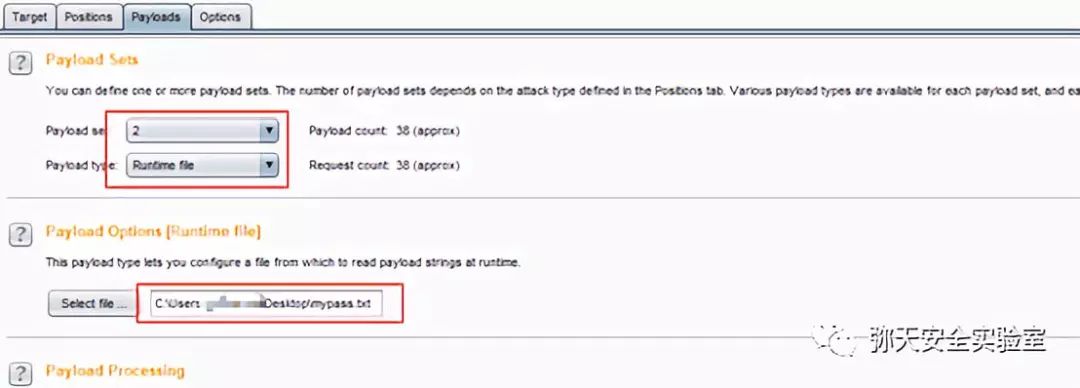 Target Positions Payloads Options
? Payload Sets
You can define one or more payload sets. The number of payload sets depends on the attack type defined in the Positions tab. Various payload types are available for each payload set, and ea
Payload se 2 Payload count: 38 (approx)
Payload type: Runtime file Request count: 38 (approx)
? Payload Options [Runtime file]
This payload type lets you configure a file from which to read payload strings at runtime.
Select file ... C:\Users Desktop\mypass.txt
弥天安全实验室
? Payload Processing